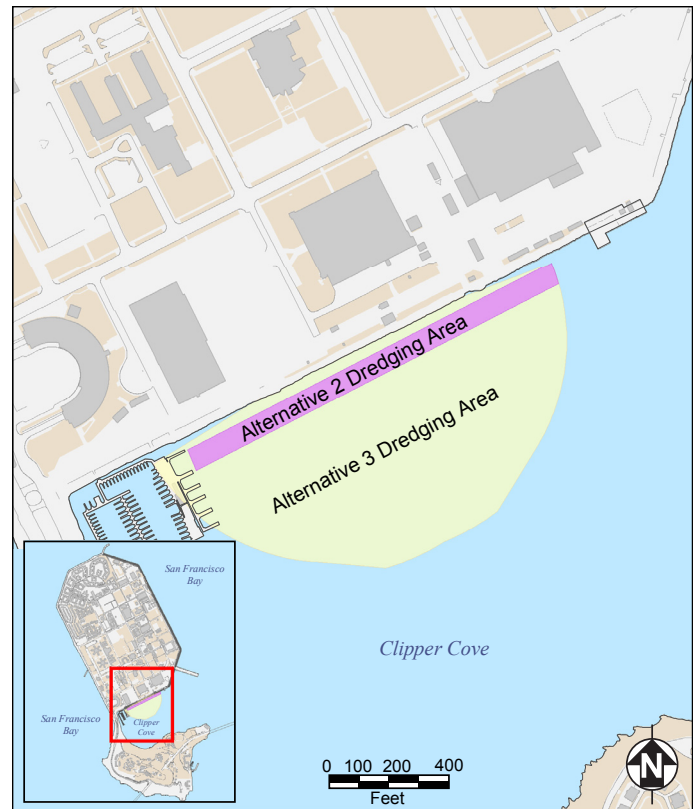 Alternative 2 Dredging Area
Alternative 3 Dredging Area
Clipper Cove
San Francisco
Bay
San Francisco
Bay
Clipper
Cove
0 100 200 400
Feet
N